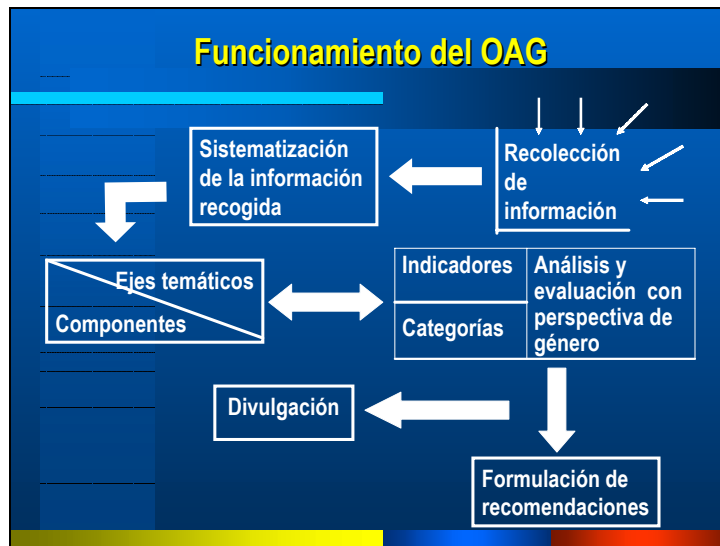 Funcionamiento del OAG
Sistematización
de la información
recogida
Recolección
de
información
Ejes temáticos
Componentes
Indicadores
Categorías
Análisis y
evaluación con
perspectiva de
género
Divulgación
Formulación de
recomendaciones